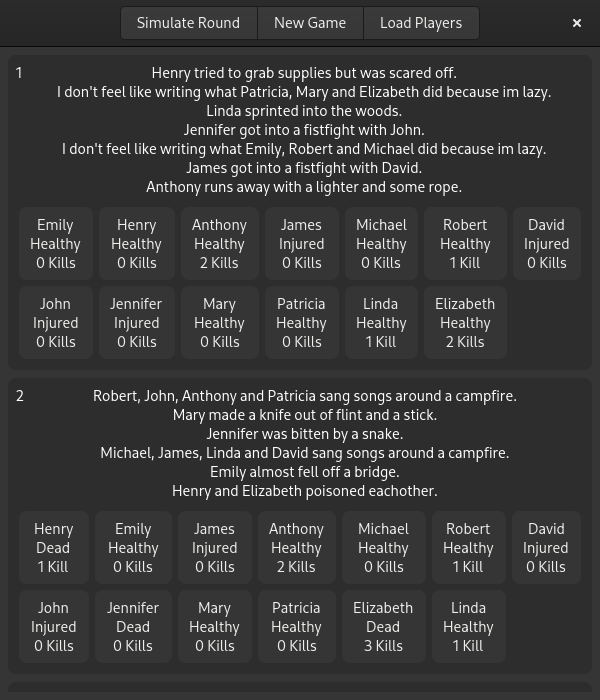 Simulate Round New Game Load Players ×
1 Henry tried to grab supplies but was scared off.
I don't feel like writing what Patricia, Mary and Elizabeth did because im lazy.
Linda sprinted into the woods.
Jennifer got into a fistfight with John.
I don't feel like writing what Emily, Robert and Michael did because im lazy.
James got into a fistfight with David.
Anthony runs away with a lighter and some rope.
Emily Henry Anthony James Michael Robert David
Healthy Healthy Healthy Injured Healthy Healthy Injured
0 Kills 0 Kills 2 Kills 0 Kills 0 Kills 1 Kill 0 Kills
John Jennifer Mary Patricia Linda Elizabeth
Injured Injured Healthy Healthy Healthy Healthy
0 Kills 0 Kills 0 Kills 0 Kills 1 Kill 2 Kills
2 Robert, John, Anthony and Patricia sang songs around a campfire.
Mary made a knife out of flint and a stick.
Jennifer was bitten by a snake.
Michael, James, Linda and David sang songs around a campfire.
Emily almost fell off a bridge.
Henry and Elizabeth poisoned eachother.
Henry Emily James Anthony Michael Robert David
Dead Healthy Injured Healthy Healthy Healthy Injured
1 Kill 0 Kills 0 Kills 2 Kills 0 Kills 1 Kill 0 Kills
John Jennifer Mary Patricia Elizabeth Linda
Injured Dead Healthy Healthy Dead Healthy
0 Kills 0 Kills 0 Kills 0 Kills 3 Kills 1 Kill